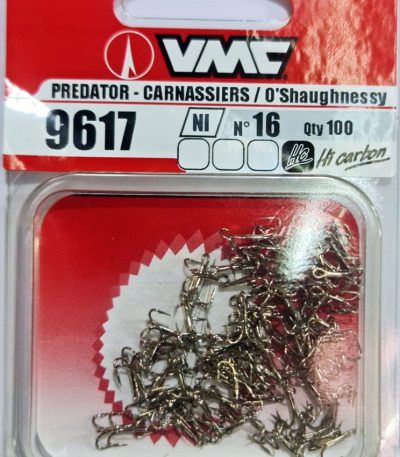 VMC
PREDATOR - CARNASSIERS / O'Shaughnessy
9617 NI N° 16 Qty 100
Hc Hi carbon